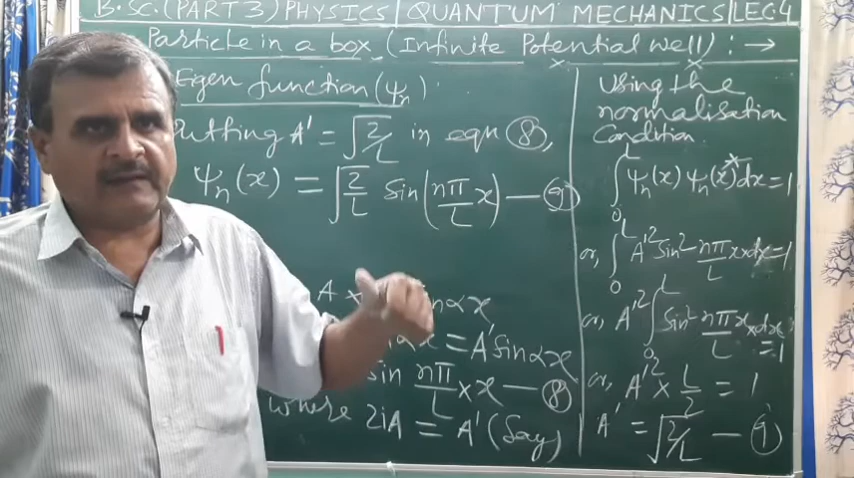 B.SC.(PART 3) PHYSICS | QUANTUM MECHANICS | LEC 4
Particle in a box (Infinite Potential well) : →
Eigen function (ψn)
Putting A' = √2/L in eqn ⑧,
ψn(x) = √2/L sin(nπ/L x) — ⑨
A x
sinαx
= A' sinαx
sin nπ/L × x — ⑧
where 2iA = A' (Say)
Using the
normalisation
Condition.
∫₀ᴸ ψn(x) ψn(x)* dx = 1
or, ∫₀ᴸ A'² sin² nπ/L x × dx = 1
or, A'² ∫₀ᴸ sin² nπx/L × dx = 1
or, A'² × L/2 = 1
A' = √2/L — ⑨